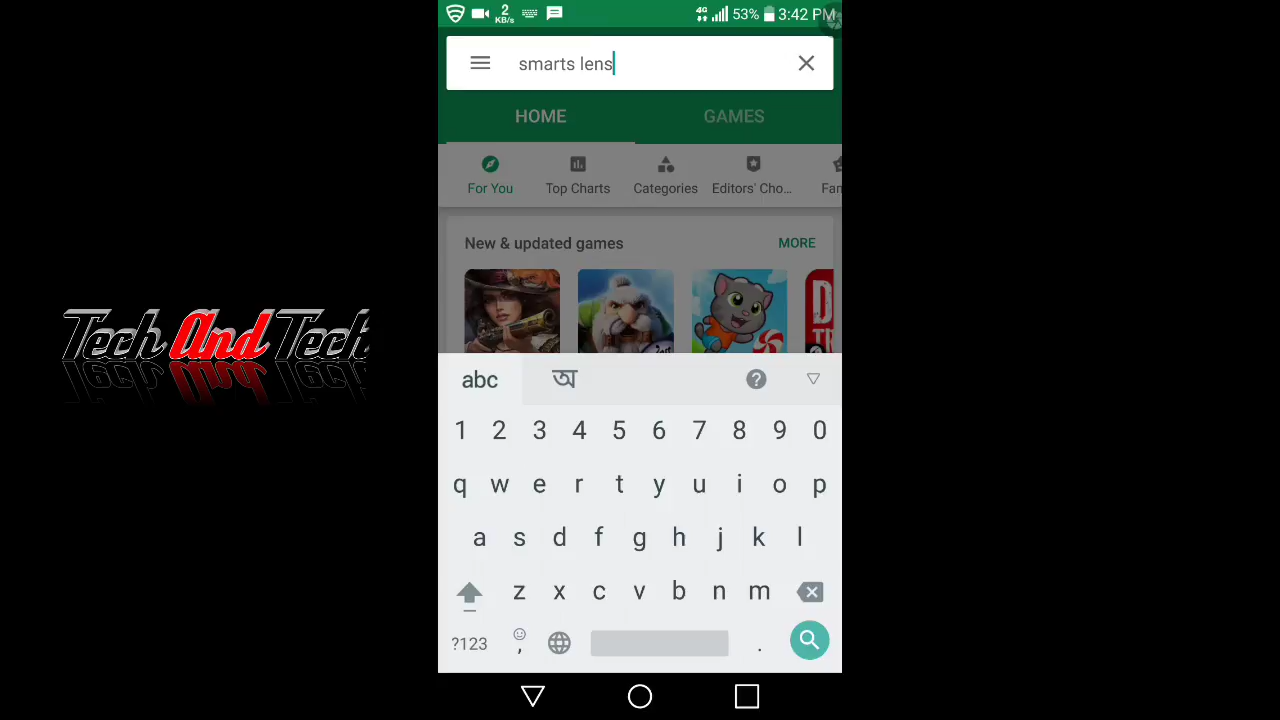 2
KB/s
4G
53%
3:42 PM
smarts lens
HOME GAMES
For You Top Charts Categories Editors' Cho...
New & updated games MORE
Tech And Tech
abc অ ?
1 2 3 4 5 6 7 8 9 0
q w e r t y u i o p
a s d f g h j k l
z x c v b n m
?123 , .